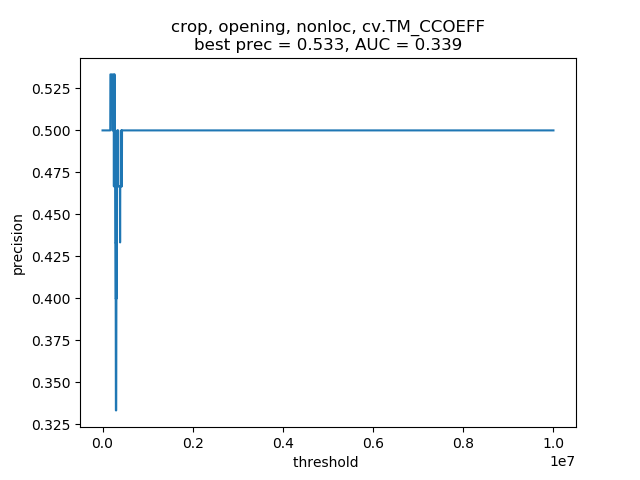 crop, opening, nonloc, cv.TM_CCOEFF
best prec = 0.533, AUC = 0.339
precision
0.525
0.500
0.475
0.450
0.425
0.400
0.375
0.350
0.325
0.0 0.2 0.4 0.6 0.8 1.0
1e7
threshold